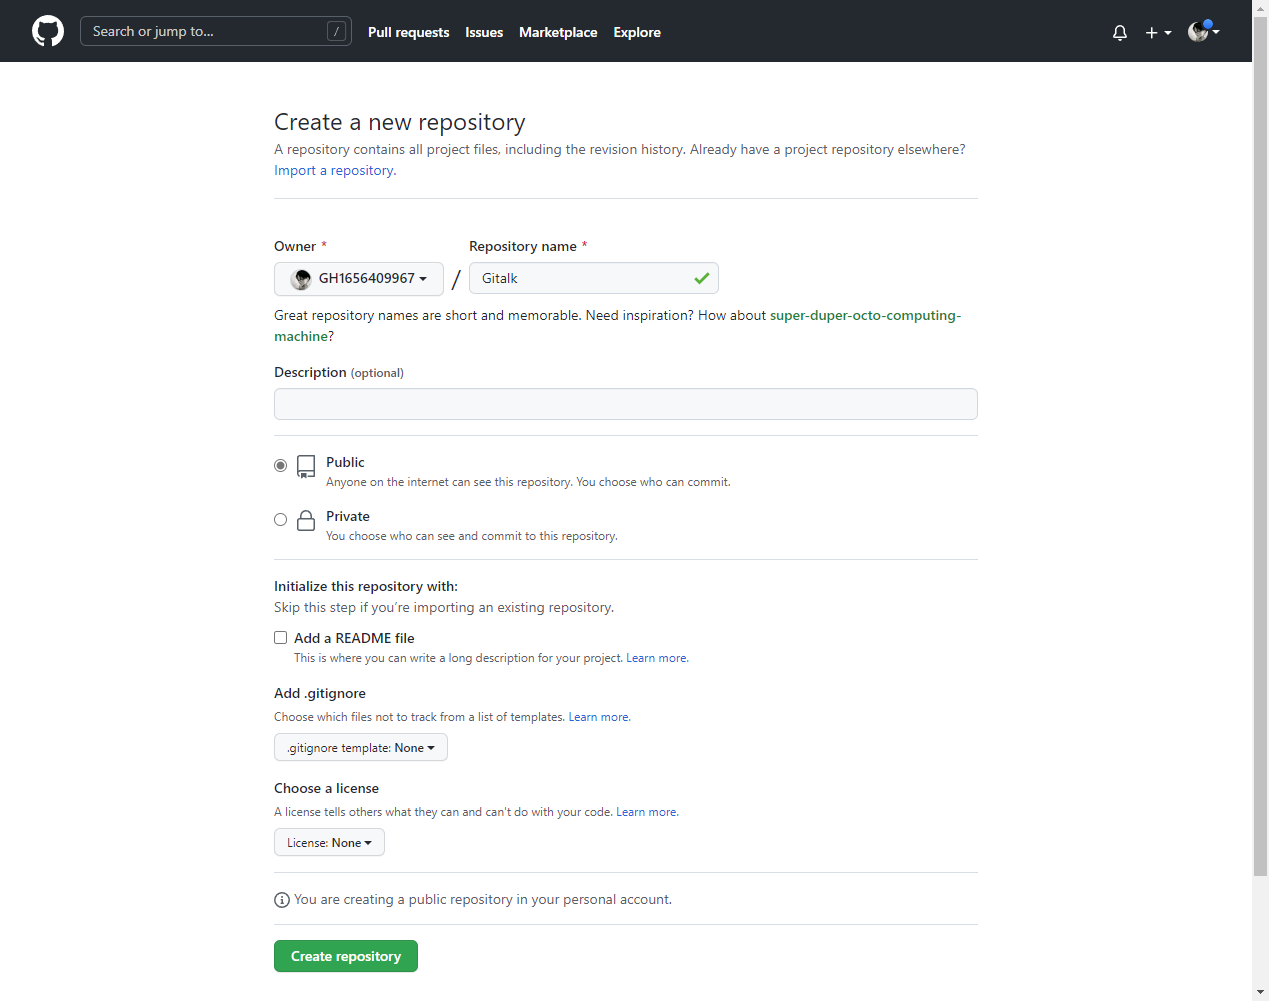 Search or jump to...
/
Pull requests
Issues
Marketplace
Explore
Create a new repository
A repository contains all project files, including the revision history. Already have a project repository elsewhere?
Import a repository.
Owner *
Repository name *
GH1656409967
/
Gitalk
Great repository names are short and memorable. Need inspiration? How about super-duper-octo-computing-
machine?
Description (optional)
Public
Anyone on the internet can see this repository. You choose who can commit.
Private
You choose who can see and commit to this repository.
Initialize this repository with:
Skip this step if you’re importing an existing repository.
Add a README file
This is where you can write a long description for your project. Learn more.
Add .gitignore
Choose which files not to track from a list of templates. Learn more.
.gitignore template: None
Choose a license
A license tells others what they can and can't do with your code. Learn more.
License: None
You are creating a public repository in your personal account.
Create repository